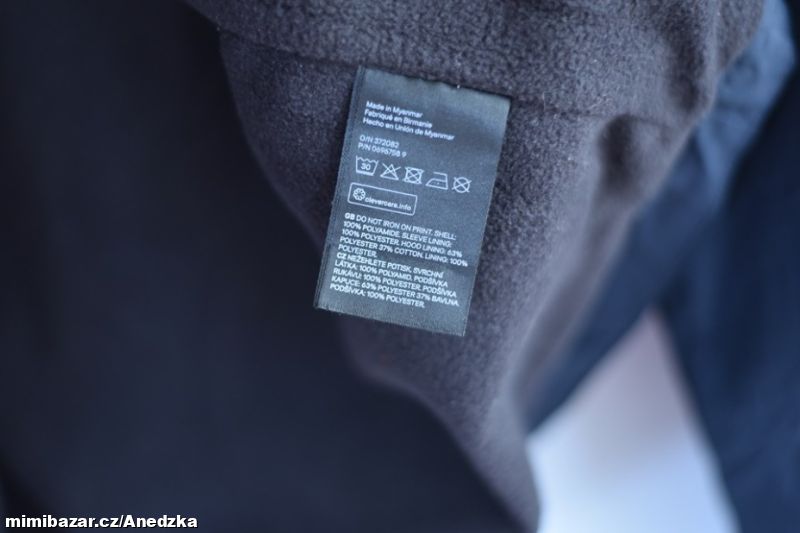 Made in Myanmar
Fabriqué en Birmanie
Hecho en Unión de Myanmar
O/N 372082
P/N 0696758 9
30
clevercare.info
GB DO NOT IRON ON PRINT. SHELL:
100% POLYAMIDE. SLEEVE LINING:
100% POLYESTER. HOOD LINING: 63%
POLYESTER 37% COTTON. LINING: 100%
POLYESTER.
CZ NEŽEHLETE POTISK. SVRCHNÍ
LÁTKA: 100% POLYAMID. PODŠÍVKA
RUKÁVU: 100% POLYESTER. PODŠÍVKA
KAPUCE: 63% POLYESTER 37% BAVLNA.
PODŠÍVKA: 100% POLYESTER.
mimibazar.cz/Anedzka